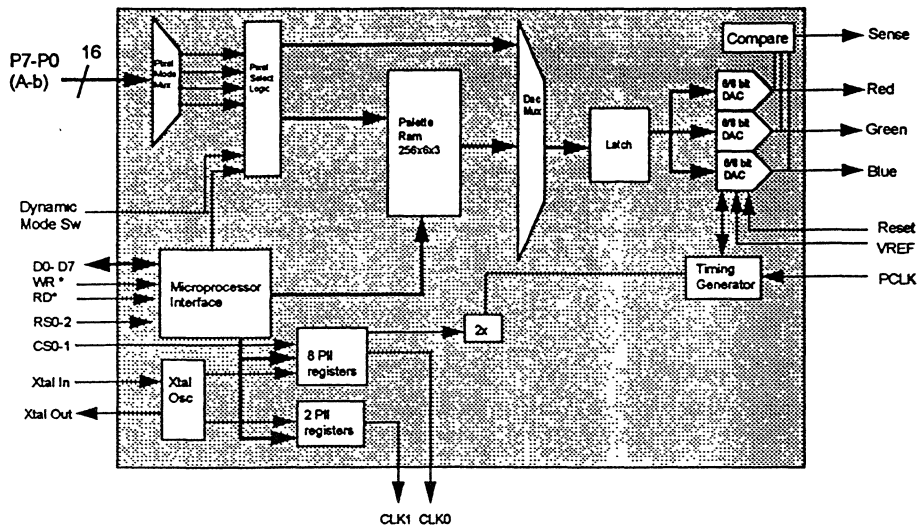 P7-P0
(A-b)
16
Pixel
Mode
Mux
Pixel
Select
Logic
Palette
Ram
256x6x3
Dac
Mux
Latch
Compare
6/8 bit
DAC
6/8 bit
DAC
6/8 bit
DAC
Sense
Red
Green
Blue
Reset
VREF
PCLK
Timing
Generator
Dynamic
Mode Sw
D0- D7
WR *
RD*
RS0-2
CS0-1
Xtal In
Xtal Out
Microprocessor
Interface
2x
8 Pll
registers
Xtal
Osc
2 Pll
registers
CLK1 CLK0